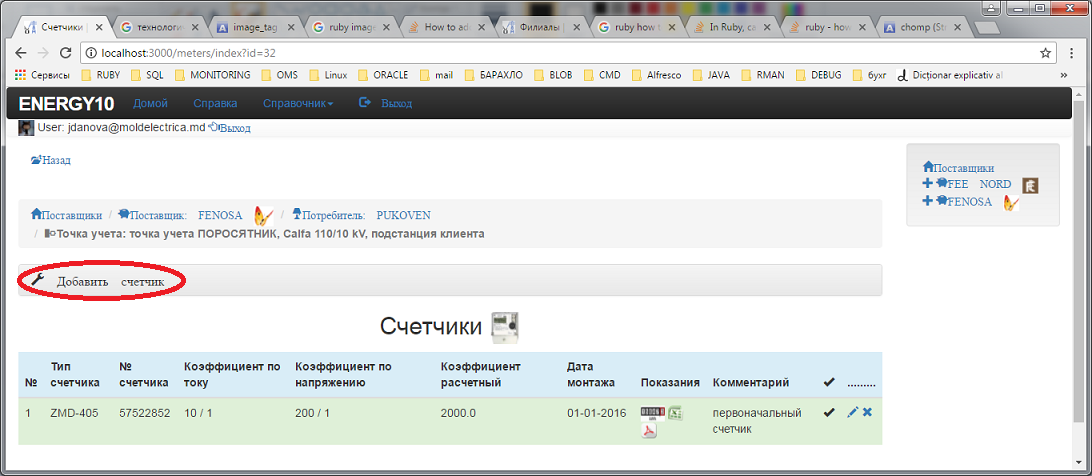 Счетчики |
технологи
image_tag
ruby imag
How to ad
Филиалы |
ruby how t
In Ruby, ca
ruby - how
chomp (St
localhost:3000/meters/index?id=32
Сервисы RUBY SQL MONITORING OMS Linux ORACLE mail БАРАХЛО BLOB CMD Alfresco JAVA RMAN DEBUG бухг Dicționar explicativ al »
ENERGY10 Домой Справка Справочник Выход
User: jdanova@moldelectrica.md Выход
Назад
Поставщики
FEE NORD
FENOSA
Поставщики / Поставщик: FENOSA / Потребитель: PUKOVEN
/ Точка учета: точка учета ПОРОСЯТНИК, Calfa 110/10 kV, подстанция клиента
Добавить счетчик
Счетчики
№ Тип счетчика № счетчика Коэффициент по току Коэффициент по напряжению Коэффициент расчетный Дата монтажа Показания Комментарий .........
1 ZMD-405 57522852 10 / 1 200 / 1 2000.0 01-01-2016 первоначальный счетчик